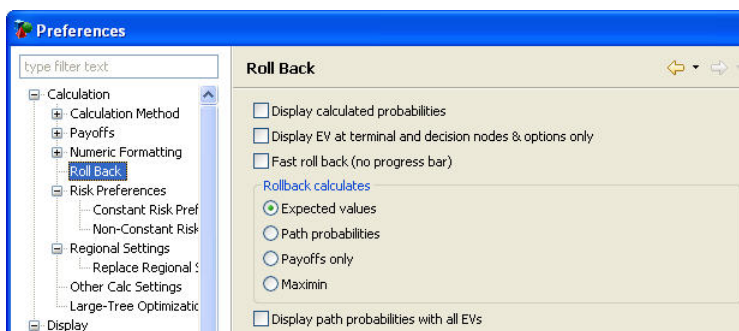 Preferences
type filter text
Calculation
Calculation Method
Payoffs
Numeric Formatting
Roll Back
Risk Preferences
Constant Risk Pref
Non-Constant Risk
Regional Settings
Replace Regional
Other Calc Settings
Large-Tree Optimizatic
Display
Roll Back
Display calculated probabilities
Display EV at terminal and decision nodes & options only
Fast roll back (no progress bar)
Rollback calculates
Expected values
Path probabilities
Payoffs only
Maximin
Display path probabilities with all EVs